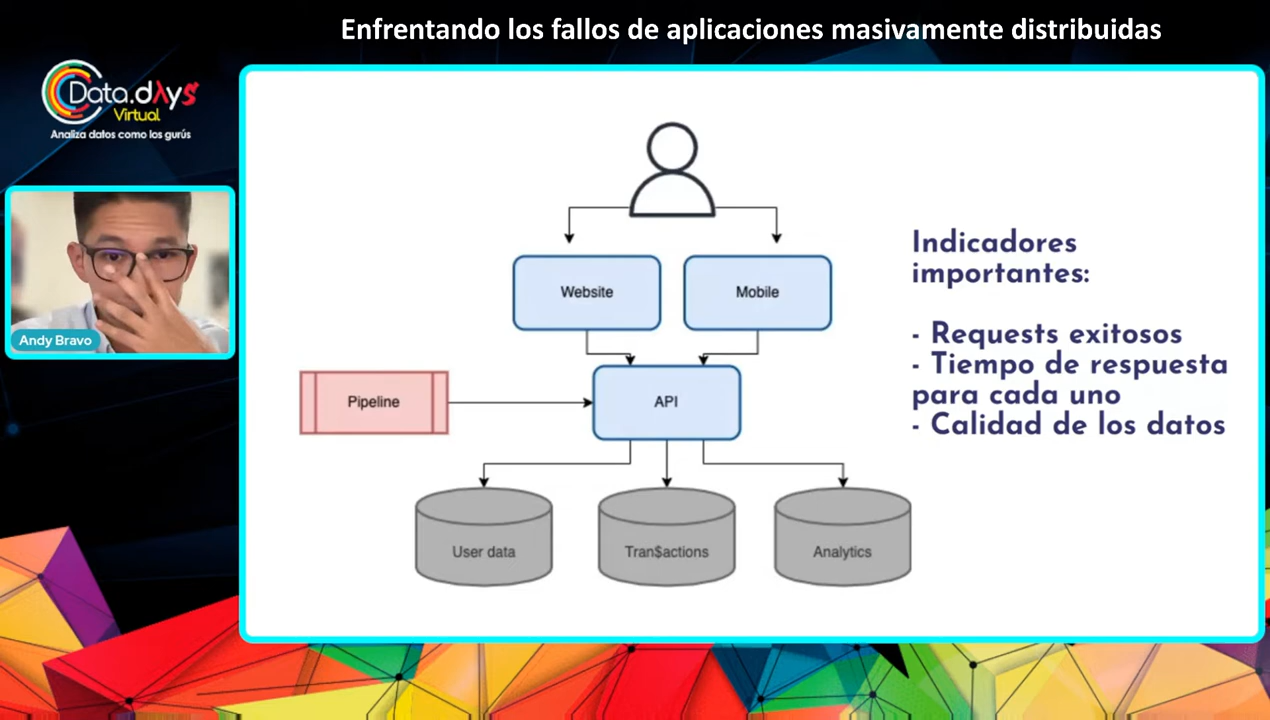 Enfrentando los fallos de aplicaciones masivamente distribuidas
Data.dλys
Virtual
Analiza datos como los gurús
Andy Bravo
Website
Mobile
Pipeline
API
User data
Tran$actions
Analytics
Indicadores
importantes:
- Requests exitosos
- Tiempo de respuesta
para cada uno
- Calidad de los datos